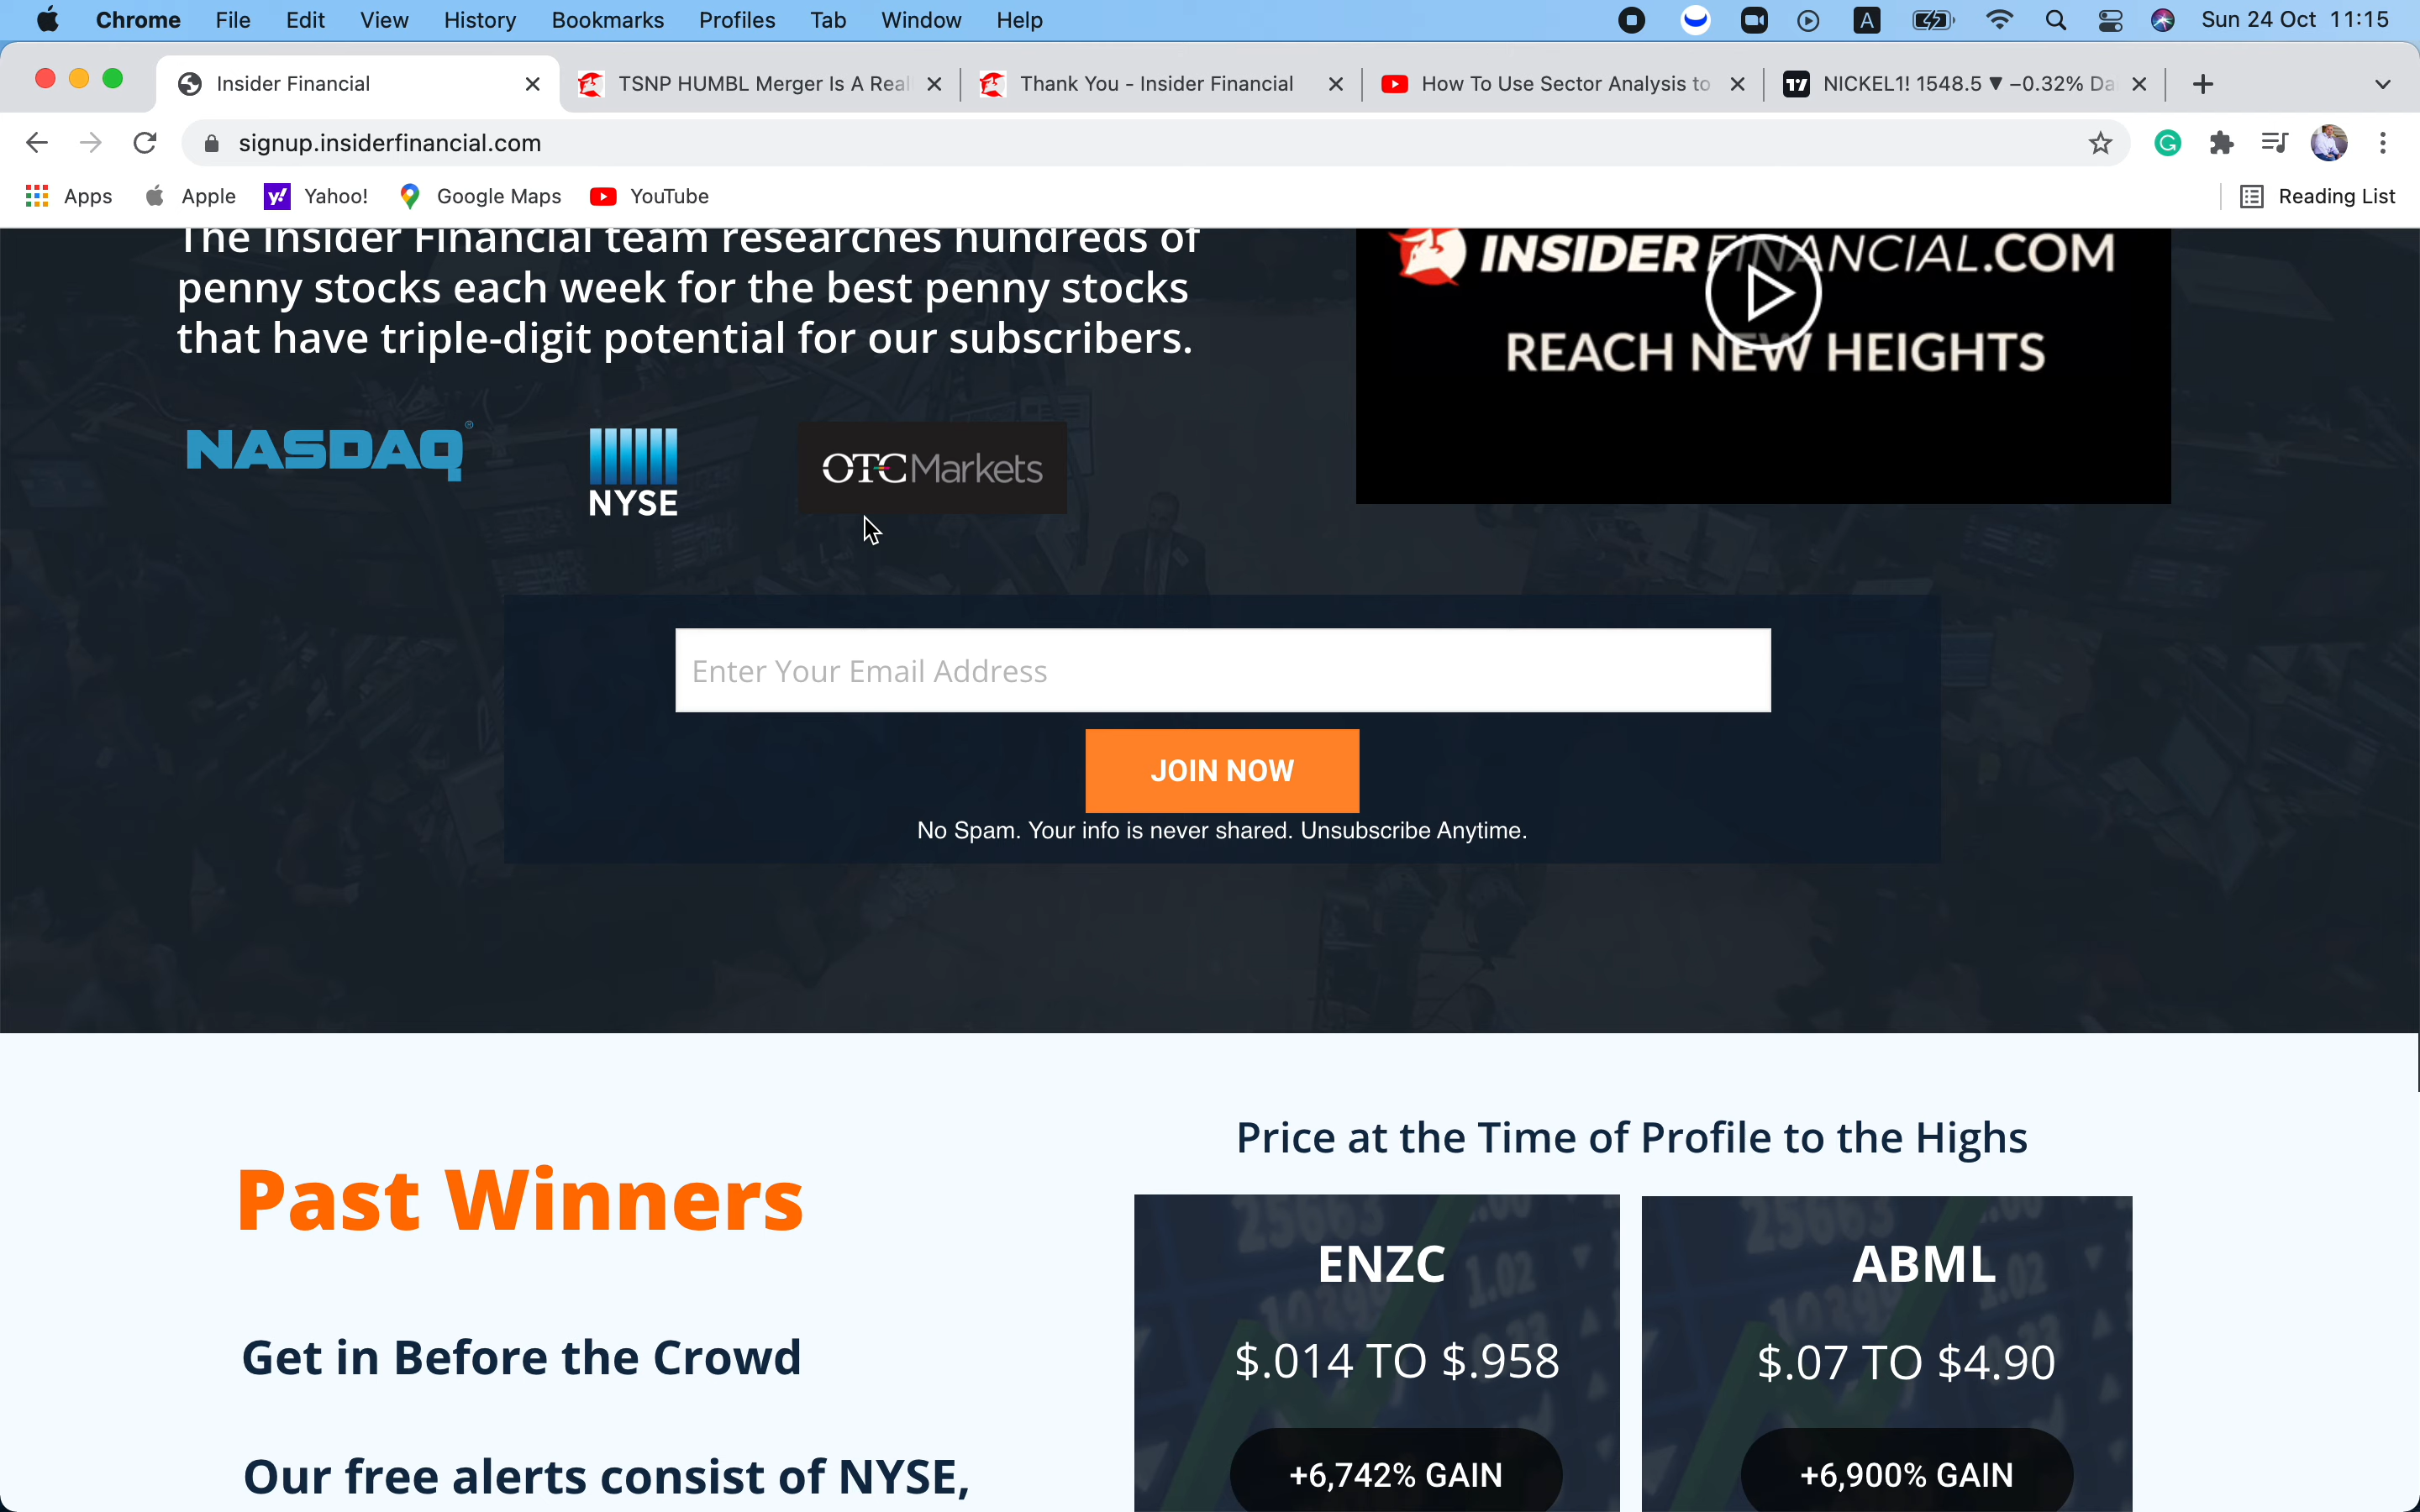 Chrome File Edit View History Bookmarks Profiles Tab Window Help A Sun 24 Oct 11:15
Insider Financial TSNP HUMBL Merger Is A Real Thank You - Insider Financial How To Use Sector Analysis to NICKEL1! 1548.5 ▼ −0.32% Da
signup.insiderfinancial.com
Apps Apple Yahoo! Google Maps YouTube Reading List
The Insider Financial team researches hundreds of
penny stocks each week for the best penny stocks
that have triple-digit potential for our subscribers.
INSIDERFINANCIAL.COM
REACH NEW HEIGHTS
NASDAQ®
NYSE
OTC Markets
Enter Your Email Address
JOIN NOW
No Spam. Your info is never shared. Unsubscribe Anytime.
Past Winners
Get in Before the Crowd
Our free alerts consist of NYSE,
Price at the Time of Profile to the Highs
ENZC
$.014 TO $.958
+6,742% GAIN
ABML
$.07 TO $4.90
+6,900% GAIN